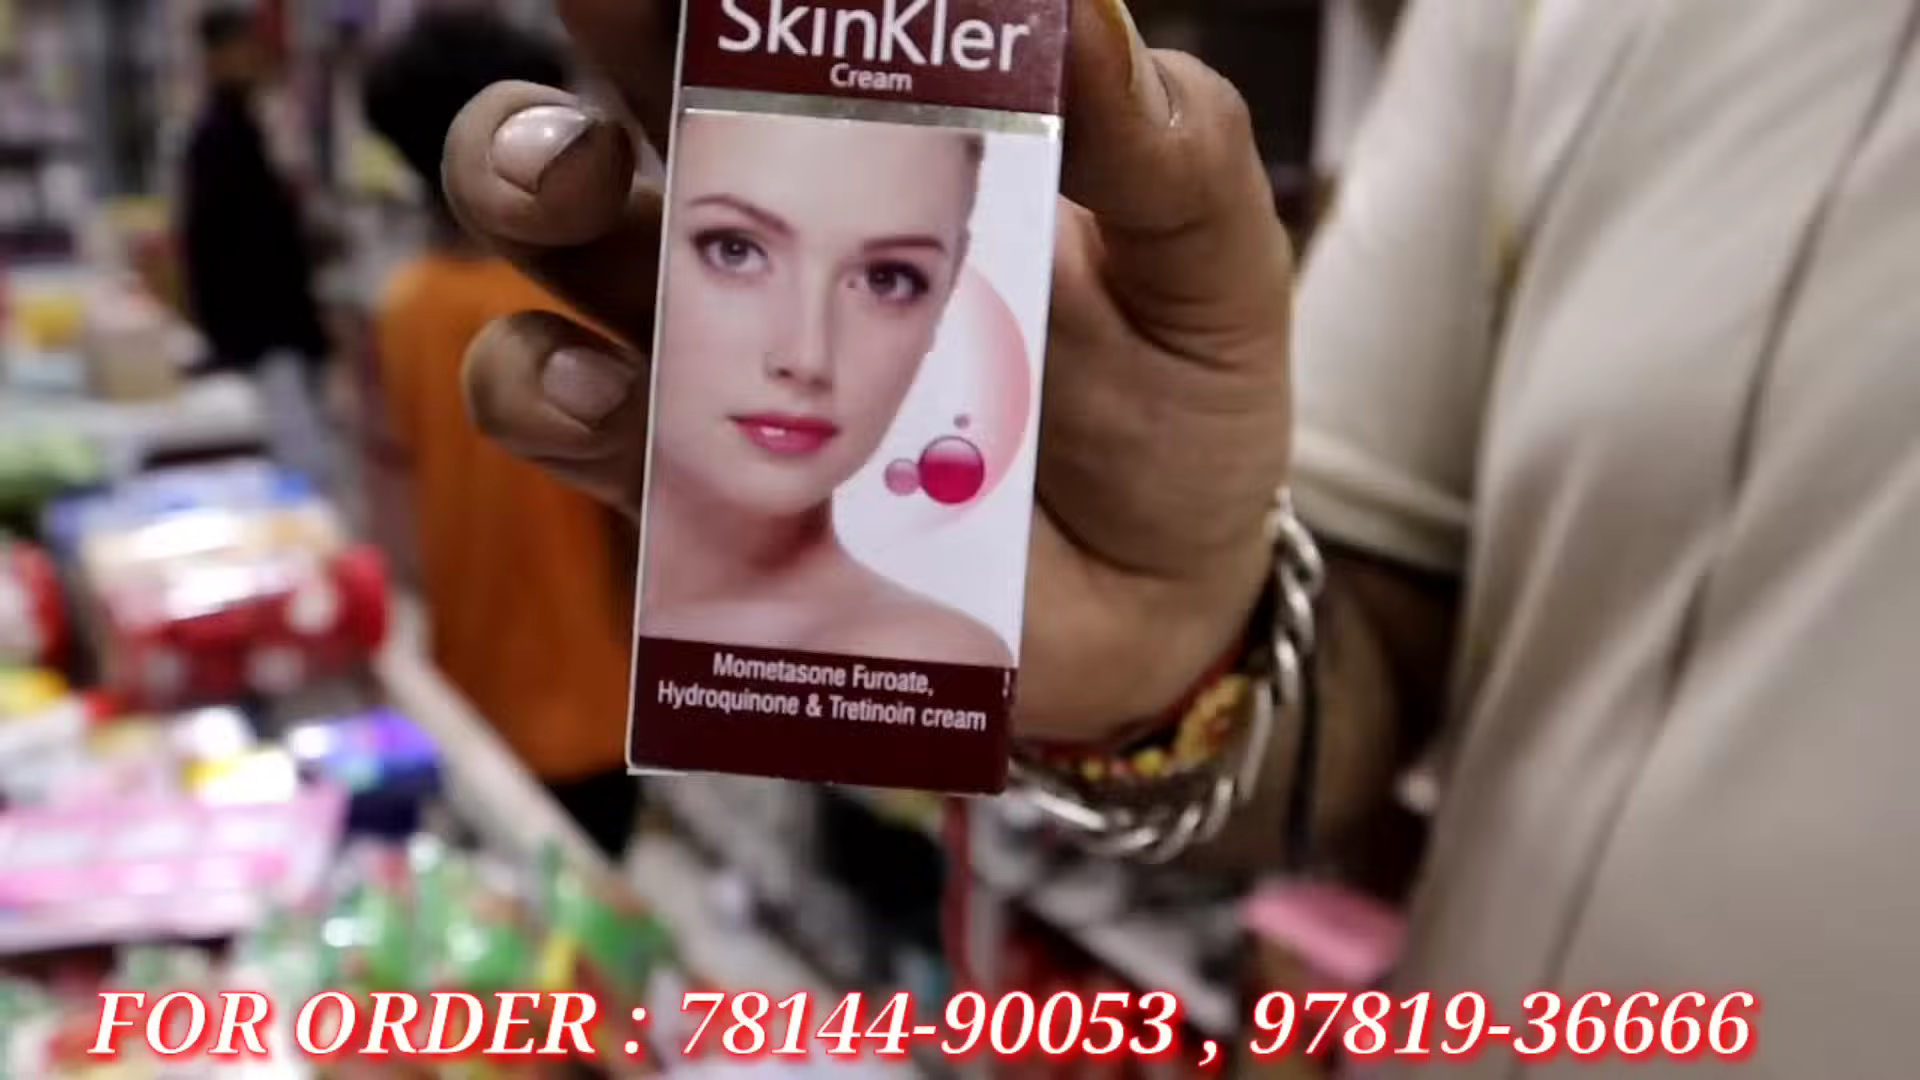 SkinKler
Cream
Mometasone Furoate,
Hydroquinone & Tretinoin cream
FOR ORDER : 78144-90053 , 97819-36666